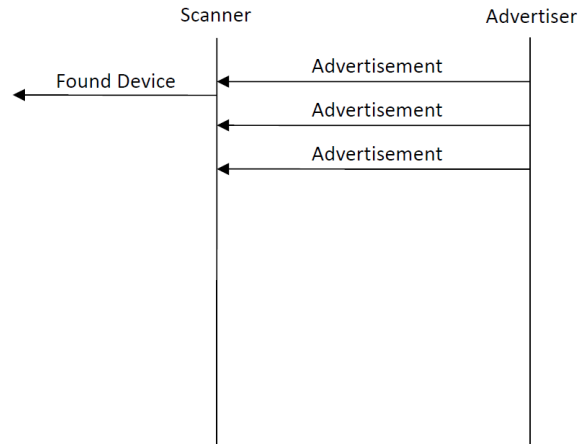 Scanner
Advertiser
Advertisement
Found Device
Advertisement
Advertisement